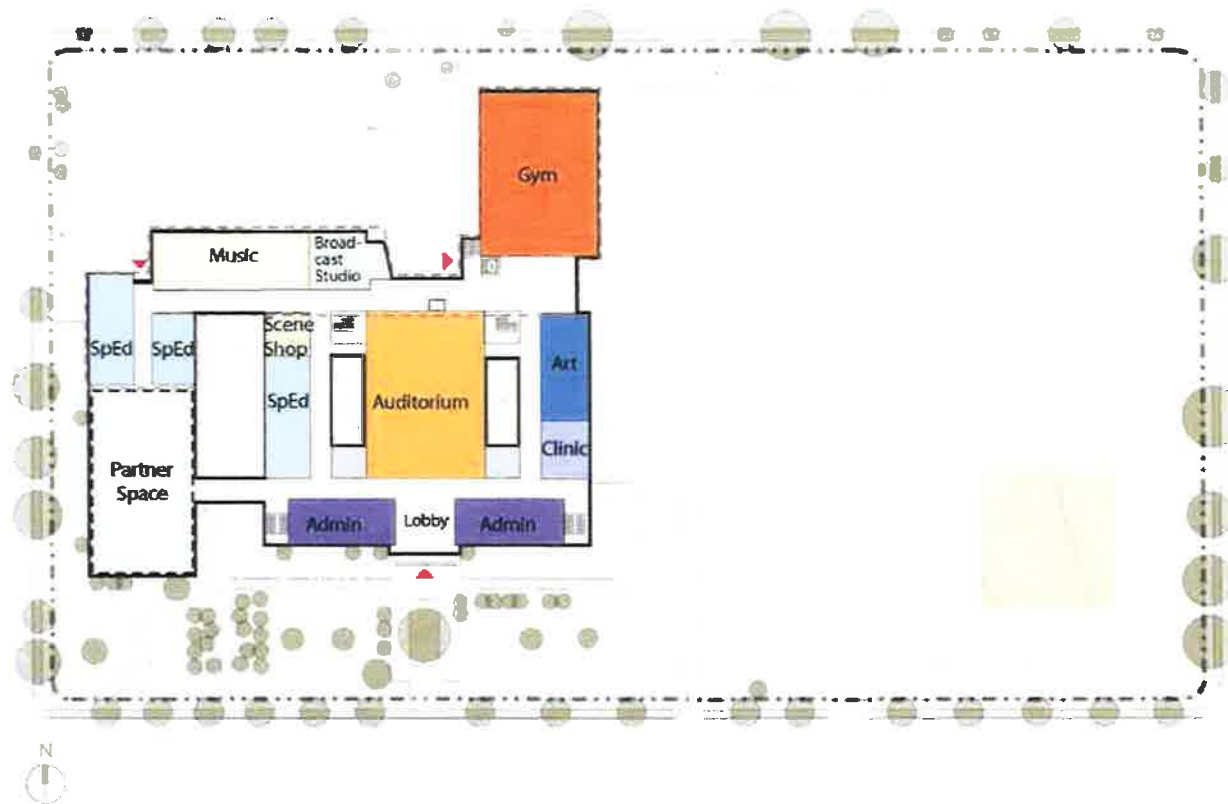 Gym
Music
Broad-
cast
Studio
Scene
Shop
SpEd
SpEd
Art
SpEd
Auditorium
Clinic
Partner
Space
Admin
Lobby
Admin
N